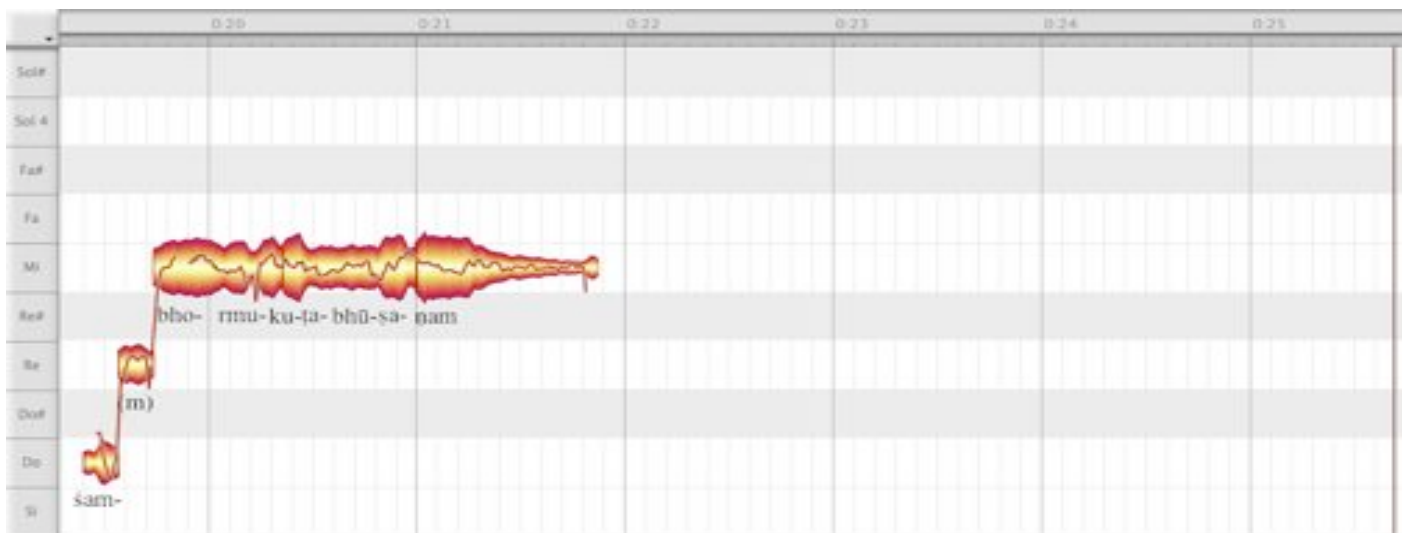 0:20 0:21 0:22 0:23 0:24 0:25
Sol#
Sol 4
Fa#
Fa
Mi
Re#
bho- rmu- ku-ṭa- bhū-ṣa- ṇam
Re
(m)
Do#
Do
śam-
Si